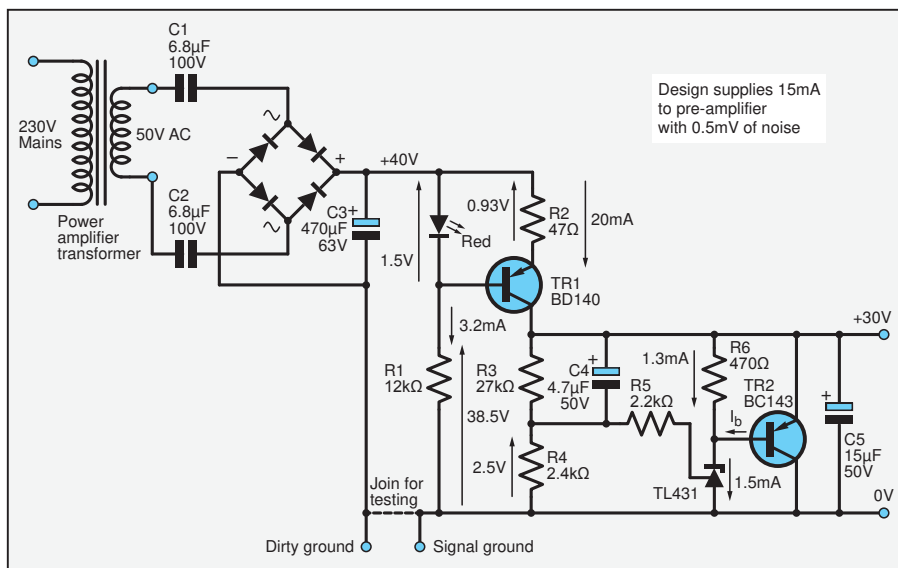 C1
6.8µF
100V
230V
Mains
50V AC
C2
6.8µF
100V
Power
amplifier
transformer
–
+
+40V
C3
+
470µF
63V
1.5V
Red
0.93V
R2
47Ω
20mA
TR1
BD140
Design supplies 15mA
to pre-amplifier
with 0.5mV of noise
+30V
3.2mA
R1
12kΩ
38.5V
R3
27kΩ
C4
+
4.7µF
50V
R5
2.2kΩ
1.3mA
R6
470Ω
TR2
BC143
Ib
+
C5
15µF
50V
2.5V
R4
2.4kΩ
TL431
1.5mA
0V
Join for
testing
Dirty ground
Signal ground